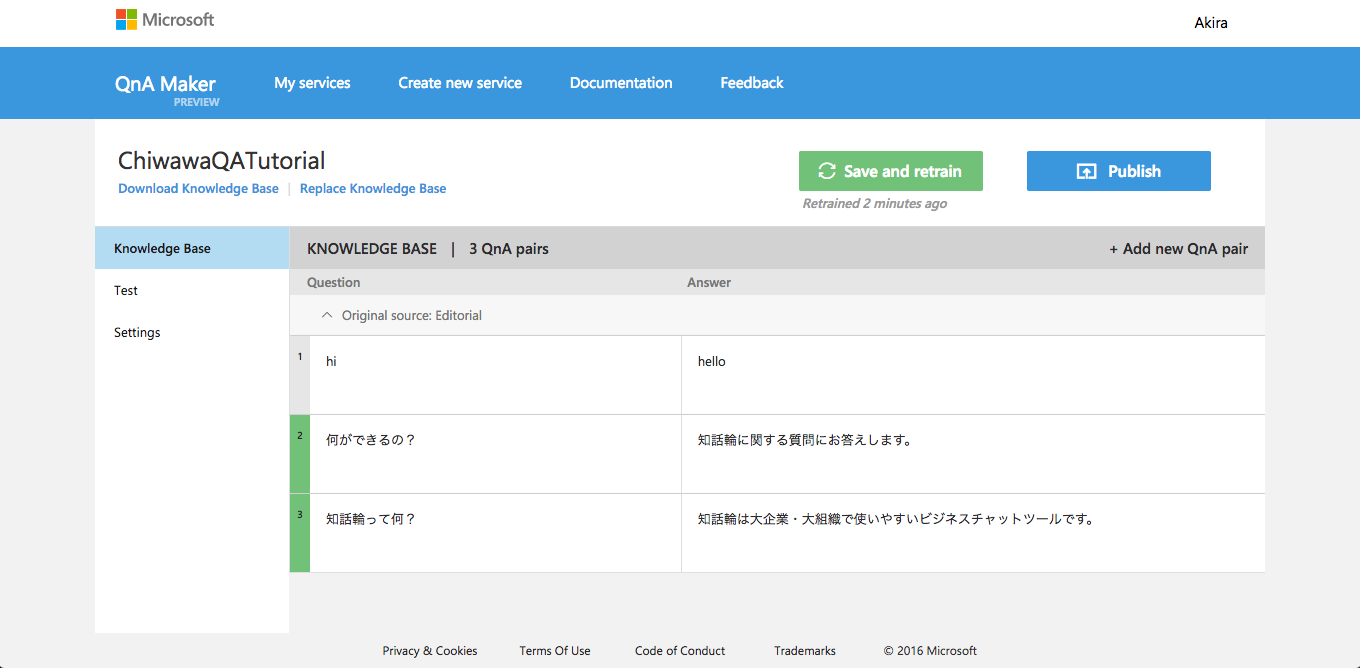 Microsoft
Akira
QnA Maker
PREVIEW
My services
Create new service
Documentation
Feedback
ChiwawaQATutorial
Download Knowledge Base | Replace Knowledge Base
Save and retrain
Retrained 2 minutes ago
Publish
Knowledge Base
Test
Settings
KNOWLEDGE BASE | 3 QnA pairs
+ Add new QnA pair
Question
Answer
Original source: Editorial
1
hi
hello
2
何ができるの？
知話輪に関する質問にお答えします。
3
知話輪って何？
知話輪は大企業・大組織で使いやすいビジネスチャットツールです。
Privacy & Cookies
Terms Of Use
Code of Conduct
Trademarks
© 2016 Microsoft